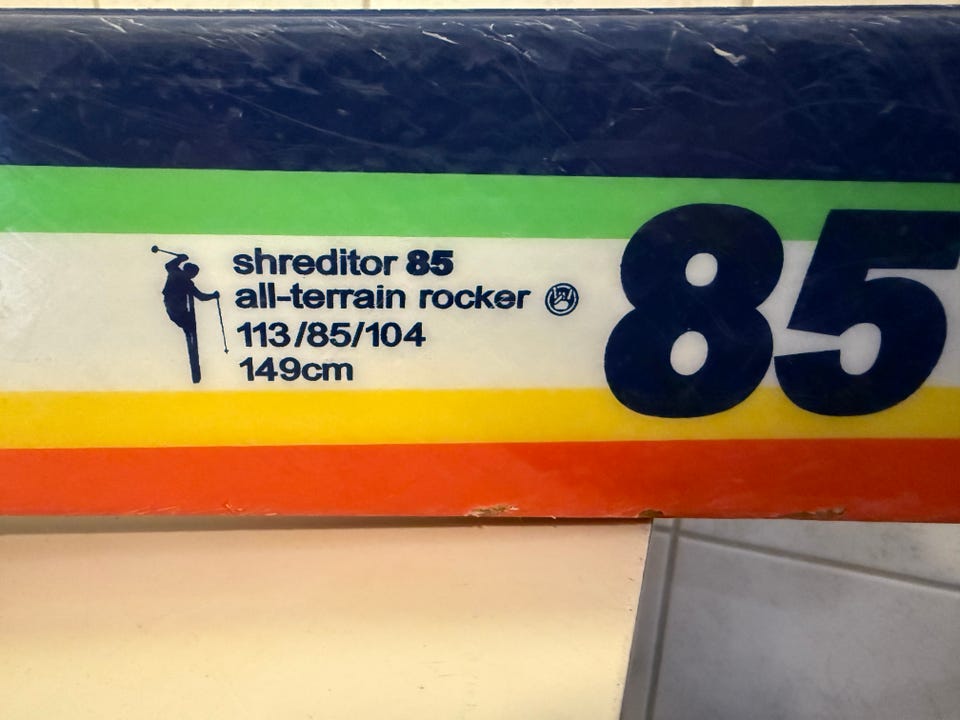 shreditor 85
all-terrain rocker
113/85/104
149cm
85